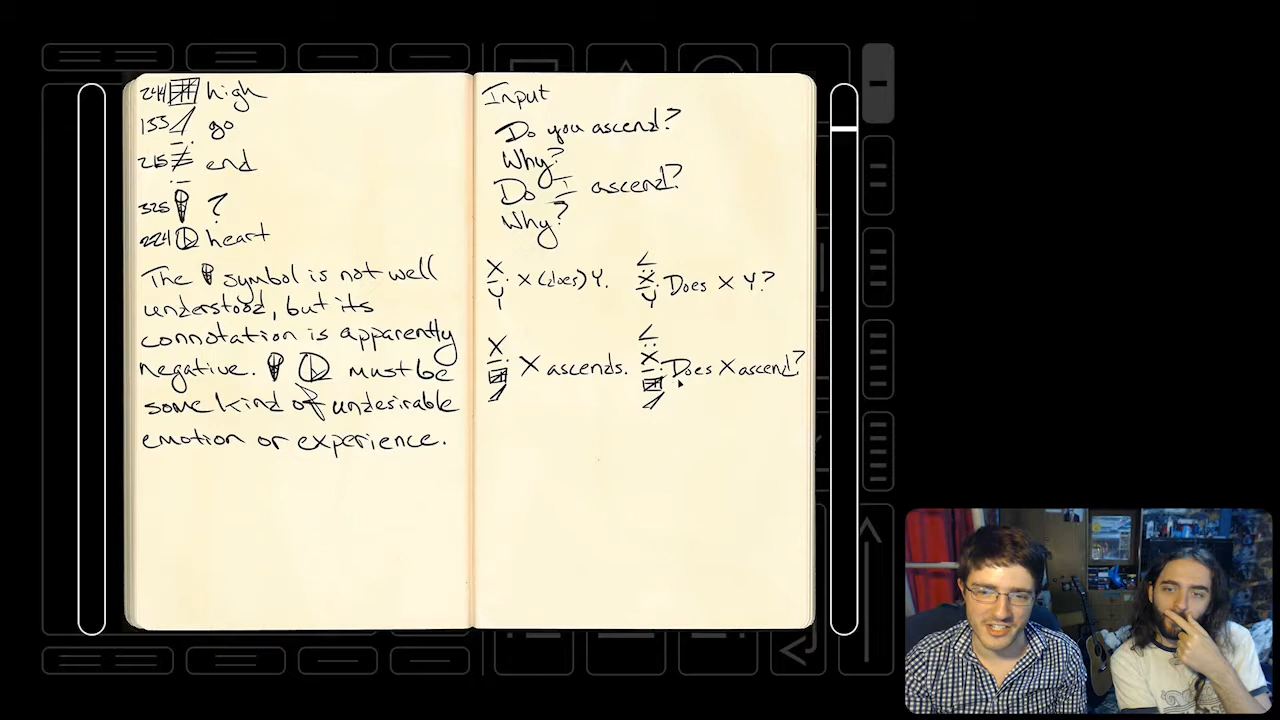 244 high
155 go
215 end
325 ?
224 heart
The symbol is not well
understood, but its
connotation is apparently
negative. must be
some kind of undesirable
emotion or experience.
Input
Do you ascend?
Why?
Do I ascend?
Why?
X
Y. X (does) Y.
X
Y. Does X Y?
X
X ascends.
X
Does X ascend?